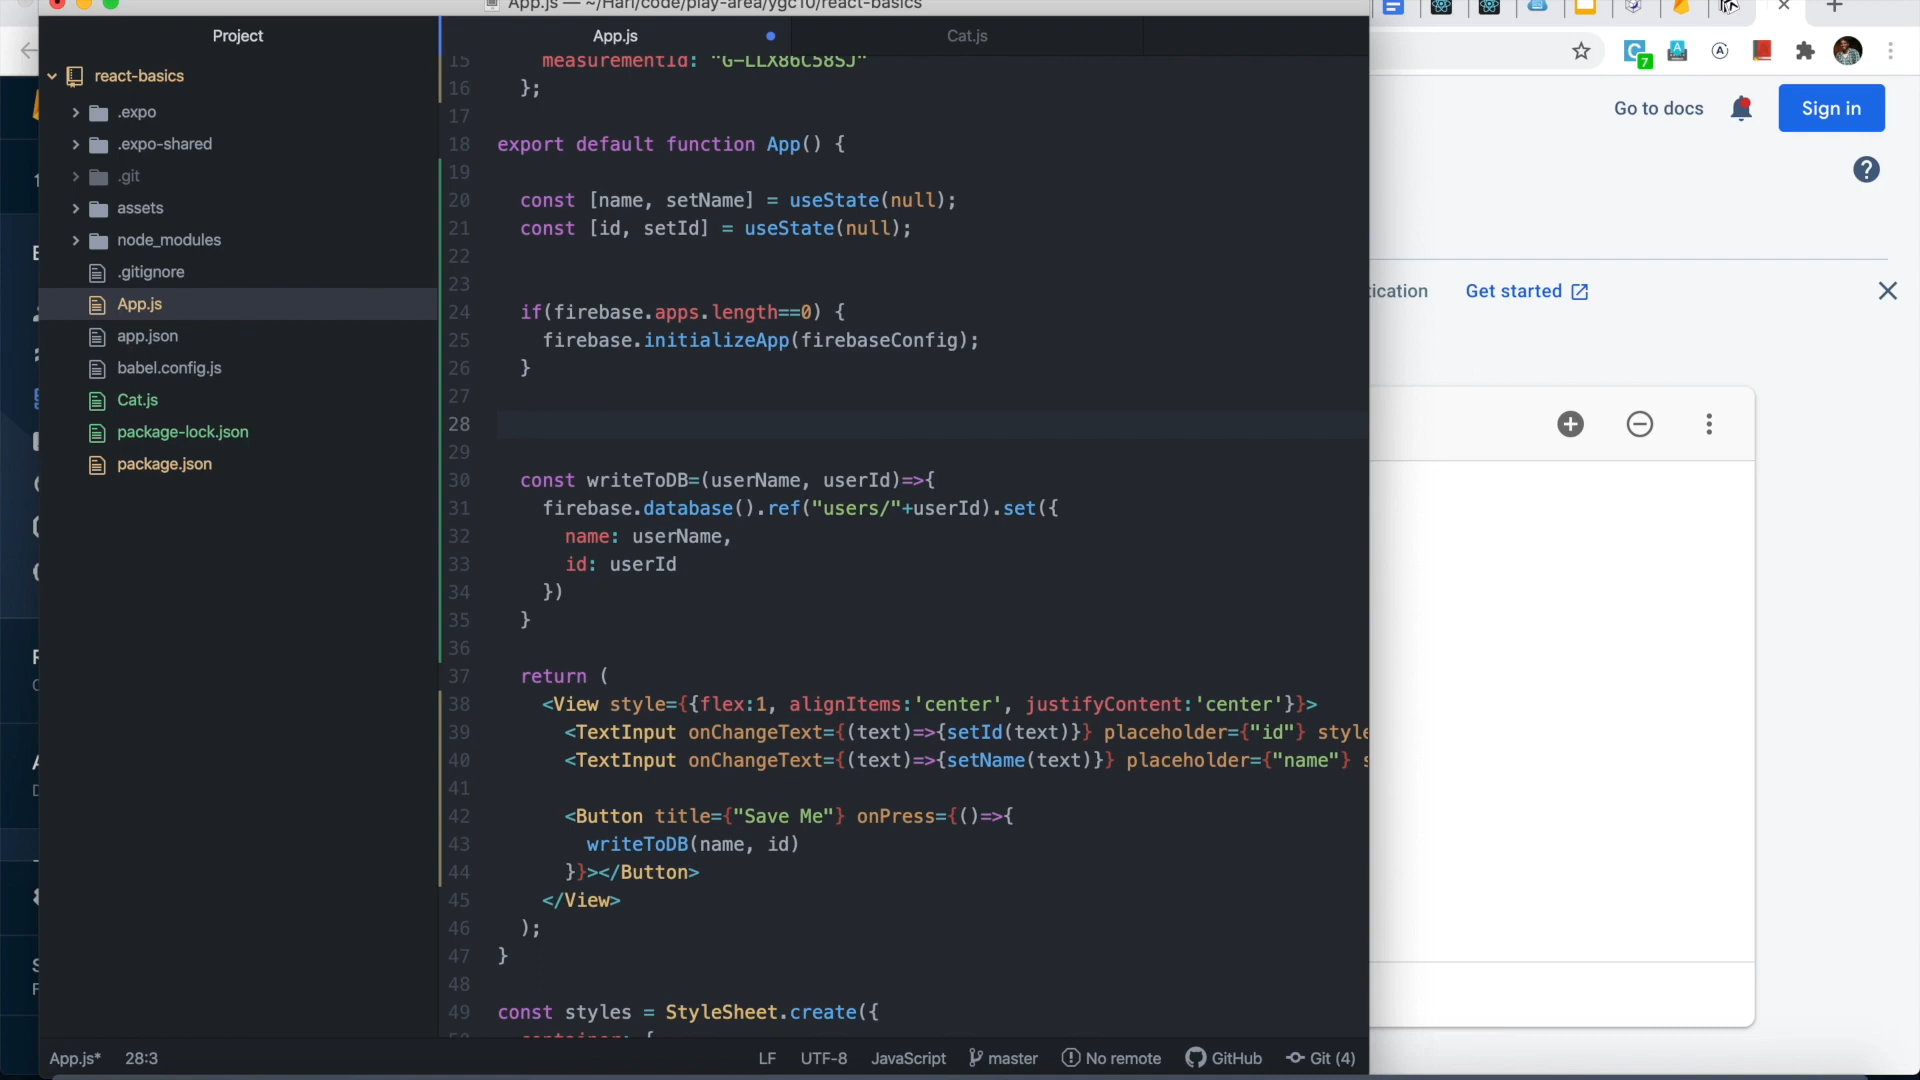 App.js — ~/Hari/code/play-area/ygc10/react-basics
Project
App.js
Cat.js
react-basics
.expo
.expo-shared
.git
assets
node_modules
.gitignore
App.js
app.json
babel.config.js
Cat.js
package-lock.json
package.json
15 measurementId: "G-LLX86C58SJ"
16 };
17
18 export default function App() {
19
20 const [name, setName] = useState(null);
21 const [id, setId] = useState(null);
22
23
24 if(firebase.apps.length==0) {
25 firebase.initializeApp(firebaseConfig);
26 }
27
28
29
30 const writeToDB=(userName, userId)=>{
31 firebase.database().ref("users/"+userId).set({
32 name: userName,
33 id: userId
34 })
35 }
36
37 return (
38 <View style={{flex:1, alignItems:'center', justifyContent:'center'}}>
39 <TextInput onChangeText={(text)=>{setId(text)}} placeholder={"id"} style
40 <TextInput onChangeText={(text)=>{setName(text)}} placeholder={"name"} s
41
42 <Button title={"Save Me"} onPress={()=>{
43 writeToDB(name, id)
44 }}></Button>
45 </View>
46 );
47 }
48
49 const styles = StyleSheet.create({
50 container: {
App.js* 28:3
LF UTF-8 JavaScript master No remote GitHub Git (4)
7
Go to docs
Sign in
?
ication
Get started